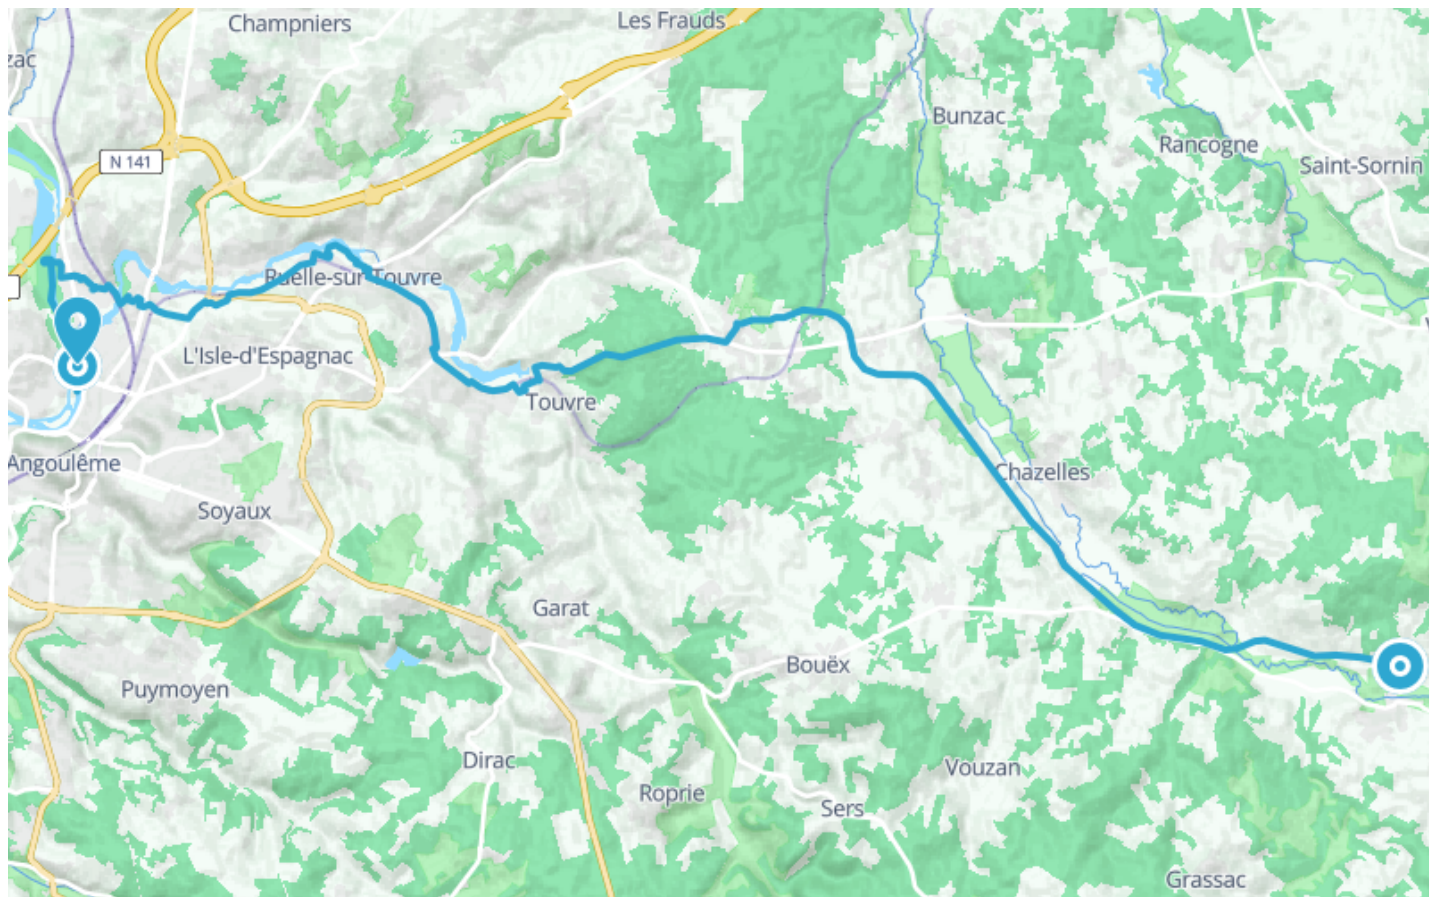 Champniers
Les Frauds
zac
Bunzac
N 141
Rancogne
Saint-Sornin
Ruelle-sur-Touvre
L'Isle-d'Espagnac
Touvre
Angoulême
Chazelles
Soyaux
Garat
Bouëx
Puymoyen
Dirac
Vouzan
Roprie
Sers
Grassac